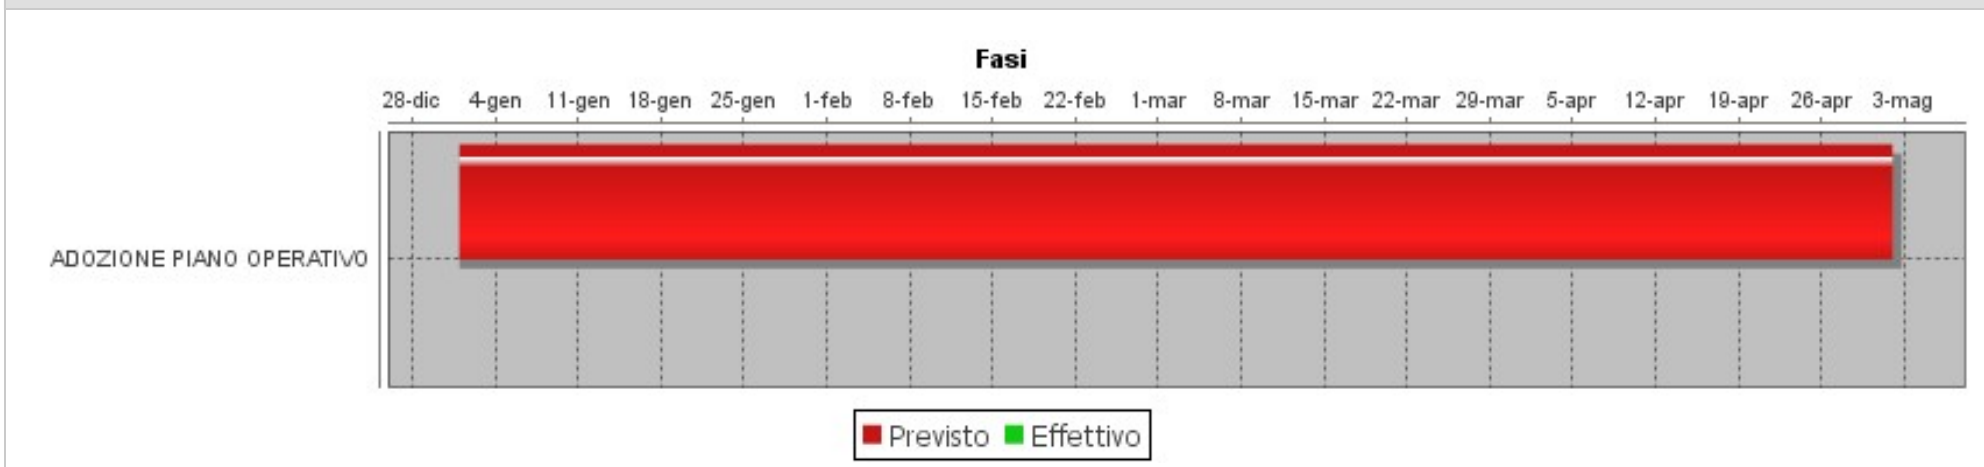 Fasi
28-dic 4-gen 11-gen 18-gen 25-gen 1-feb 8-feb 15-feb 22-feb 1-mar 8-mar 15-mar 22-mar 29-mar 5-apr 12-apr 19-apr 26-apr 3-mag
ADOZIONE PIANO OPERATIVO
Previsto Effettivo